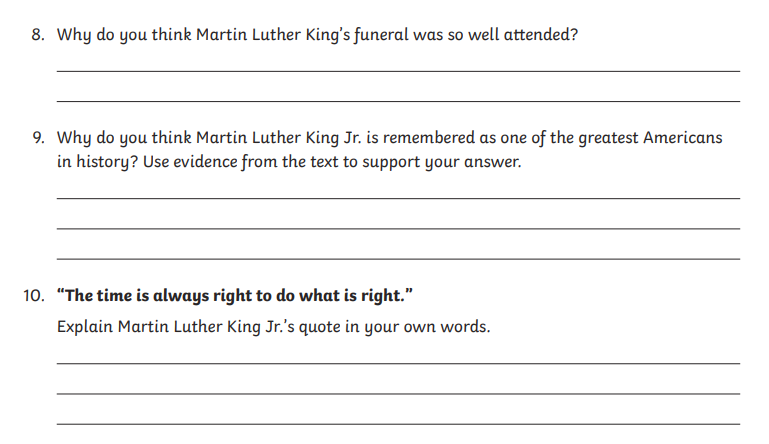 8. Why do you think Martin Luther King’s funeral was so well attended?
9. Why do you think Martin Luther King Jr. is remembered as one of the greatest Americans
in history? Use evidence from the text to support your answer.
10. “The time is always right to do what is right.”
Explain Martin Luther King Jr.’s quote in your own words.